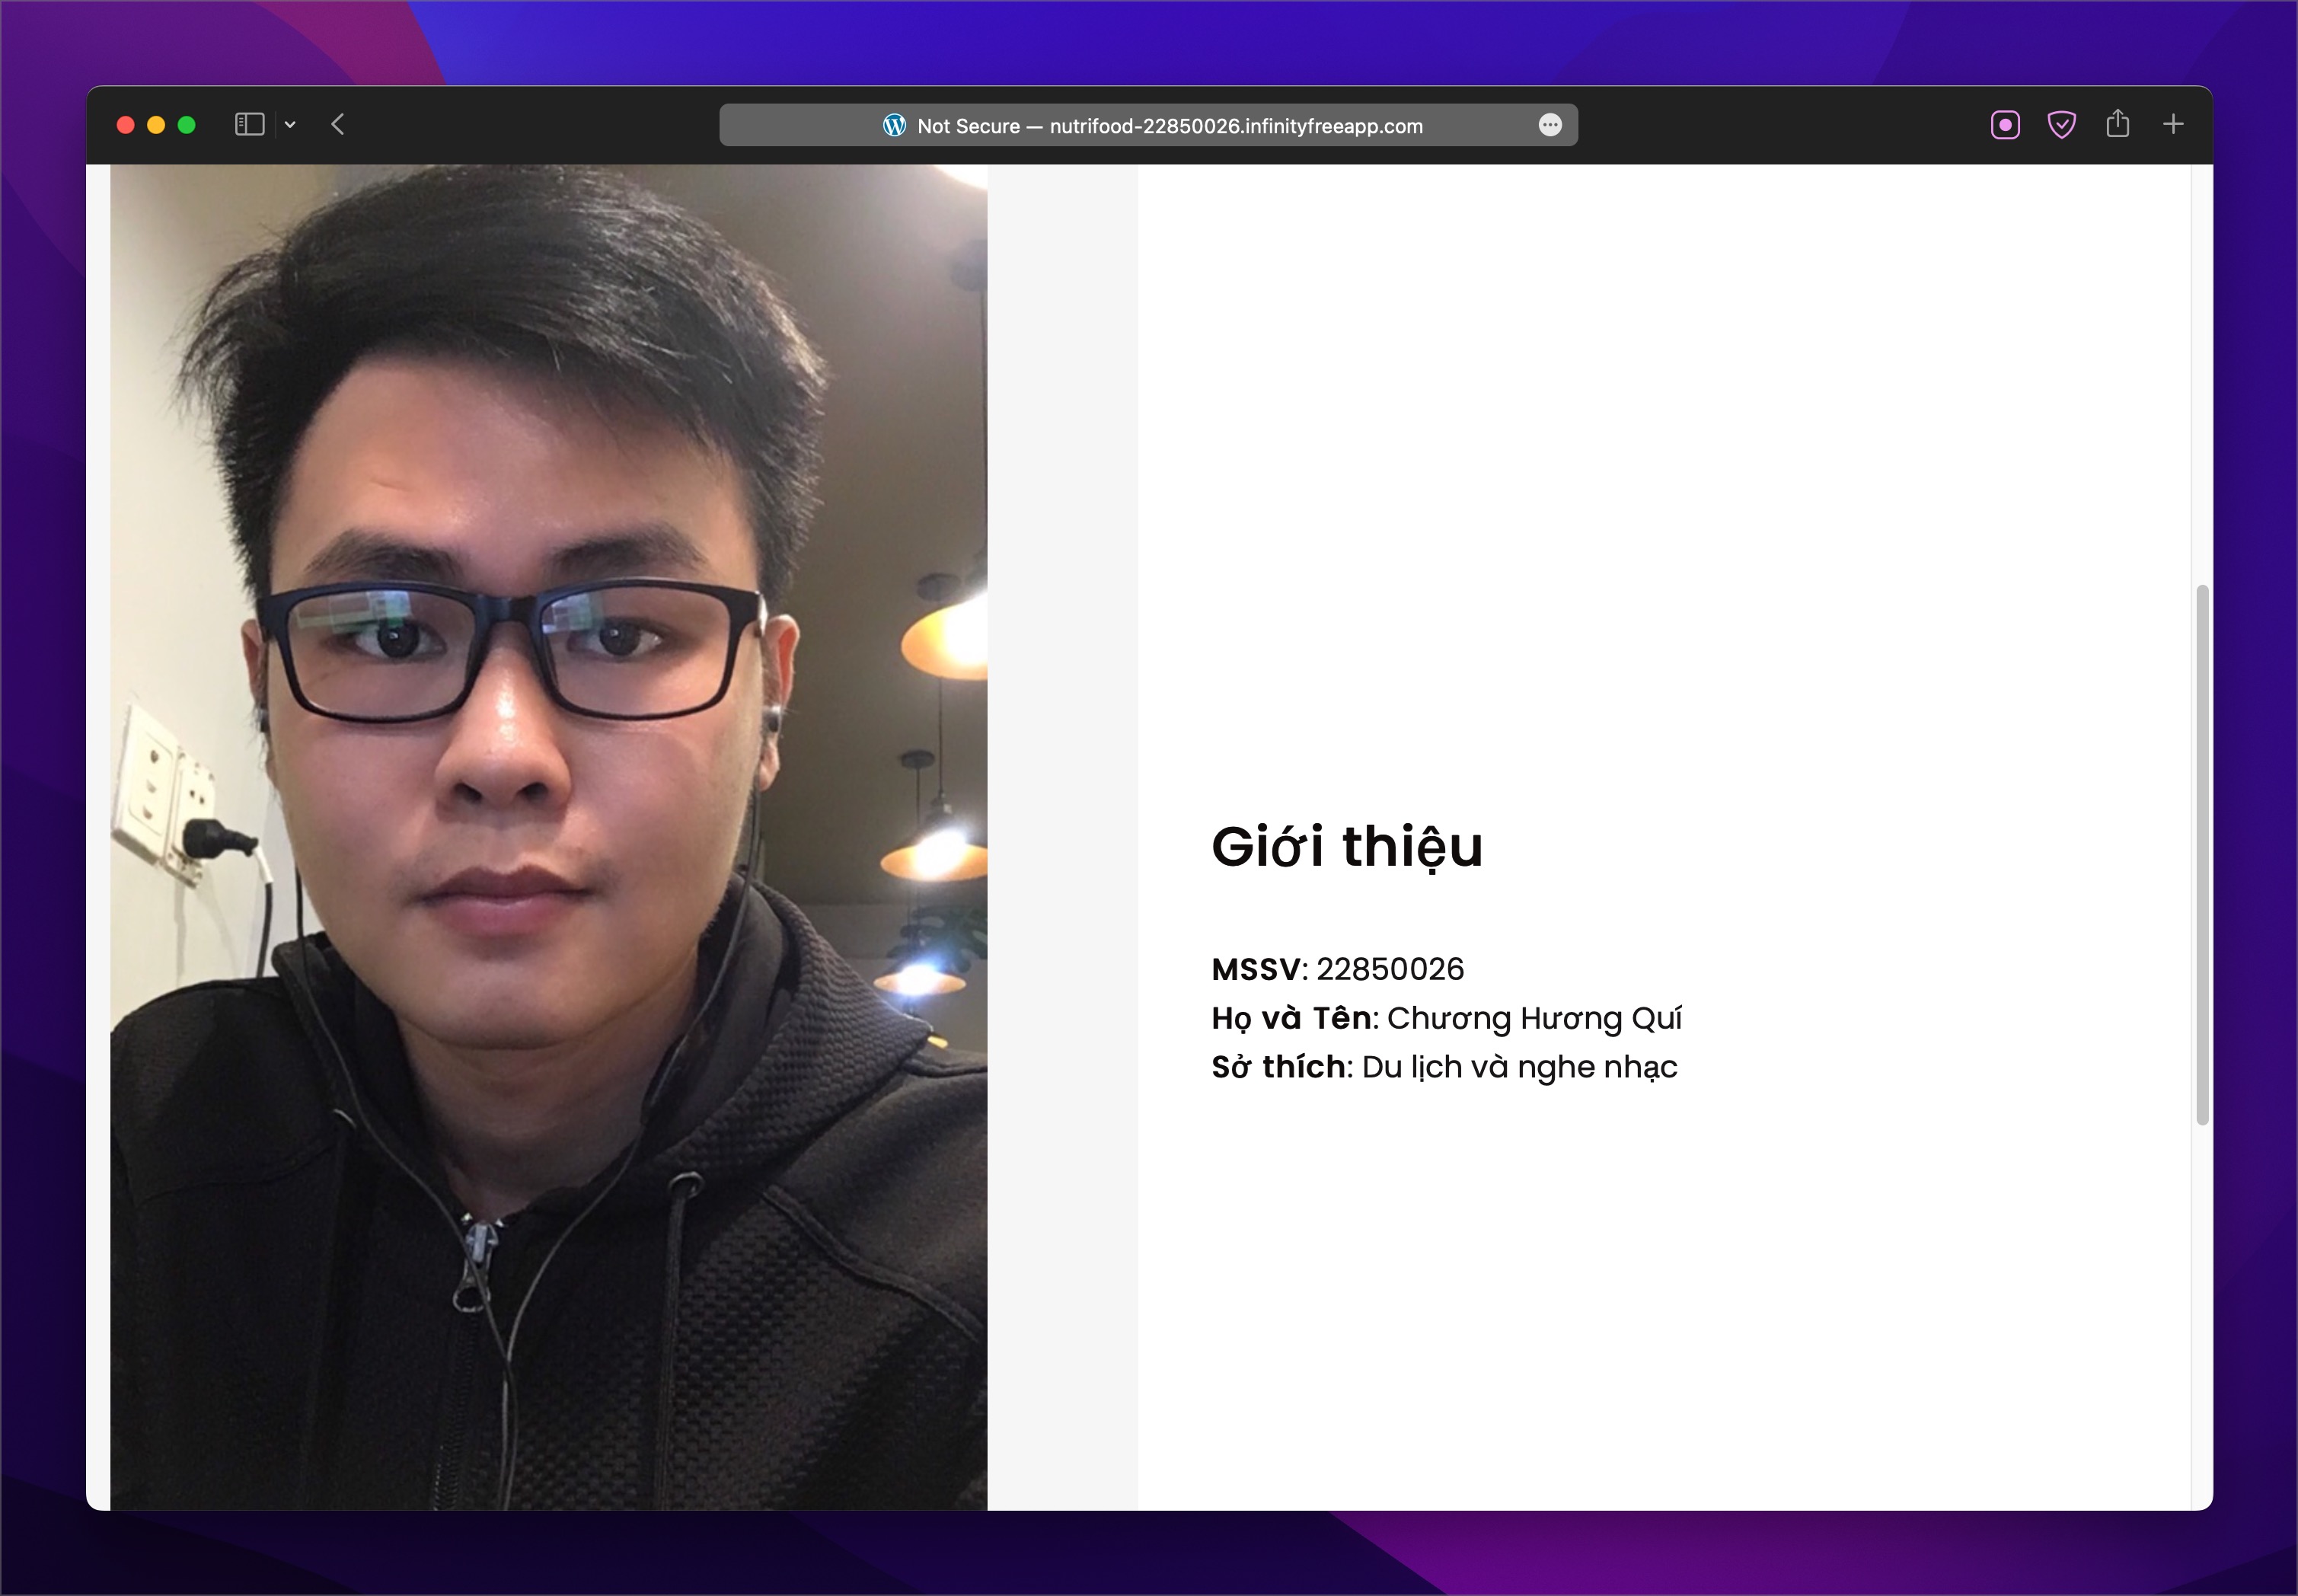 Not Secure — nutrifood-22850026.infinityfreeapp.com
Giới thiệu
MSSV: 22850026
Họ và Tên: Chương Hương Quí
Sở thích: Du lịch và nghe nhạc